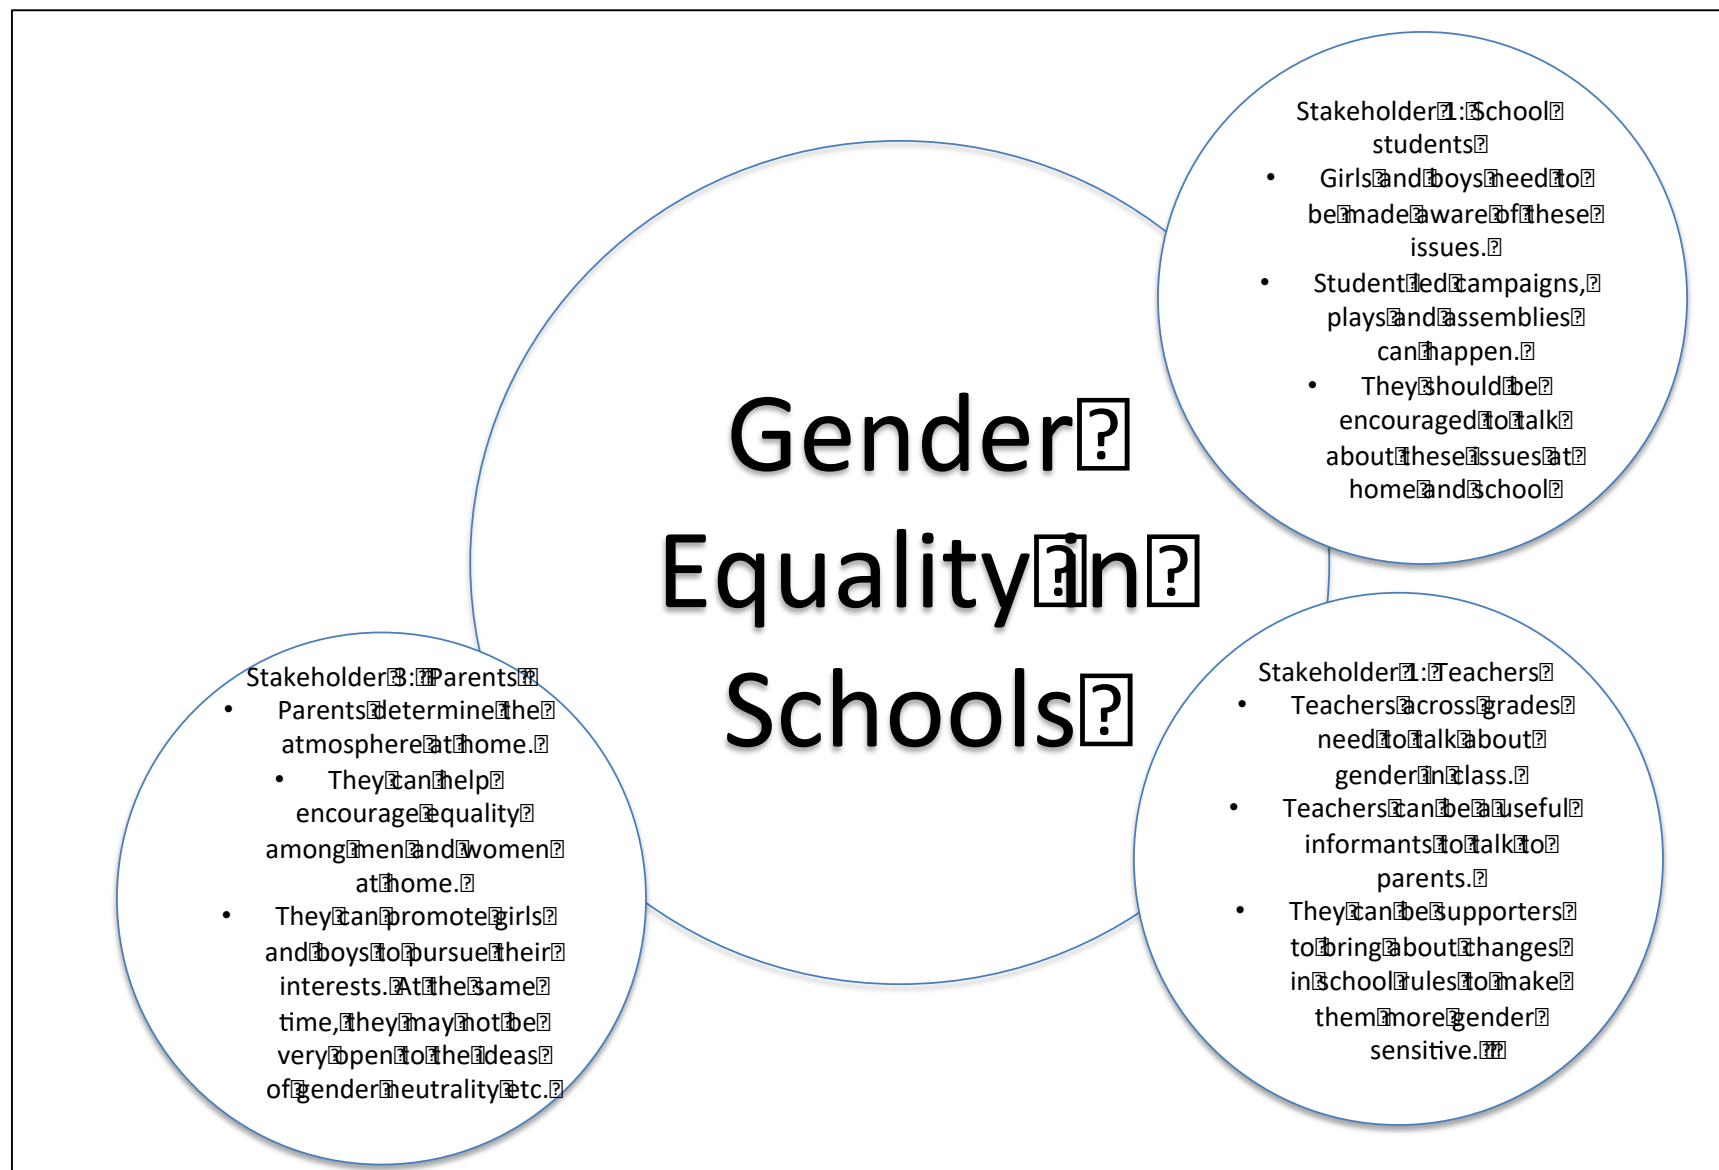 Gender
Equality in
Schools
Stakeholder 1: School
students
• Girls and boys need to
be made aware of these
issues.
• Student led campaigns,
plays and assemblies
can happen.
• They should be
encouraged to talk
about these issues at
home and school
Stakeholder 1: Teachers
• Teachers across grades
need to talk about
gender in class.
• Teachers can be a useful
informants to talk to
parents.
• They can be supporters
to bring about changes
in school rules to make
them more gender
sensitive.
Stakeholder 3: Parents
• Parents determine the
atmosphere at home.
• They can help
encourage equality
among men and women
at home.
• They can promote girls
and boys to pursue their
interests. At the same
time, they may not be
very open to the ideas
of gender neutrality etc.